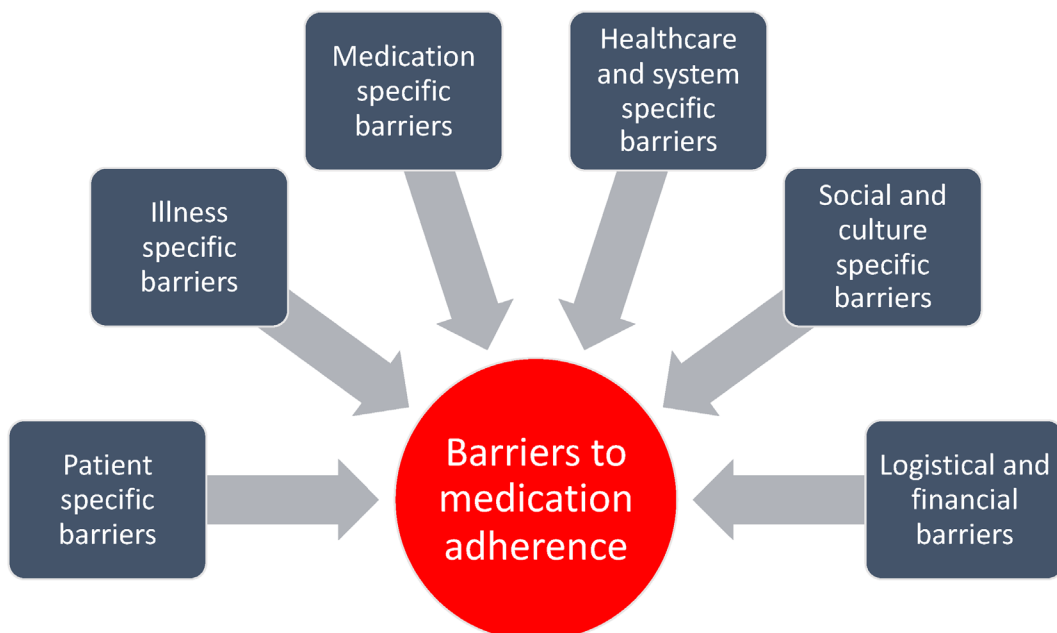 Patient
specific
barriers
Illness
specific
barriers
Medication
specific
barriers
Healthcare
and system
specific
barriers
Social and
culture
specific
barriers
Logistical and
financial
barriers
Barriers to
medication
adherence